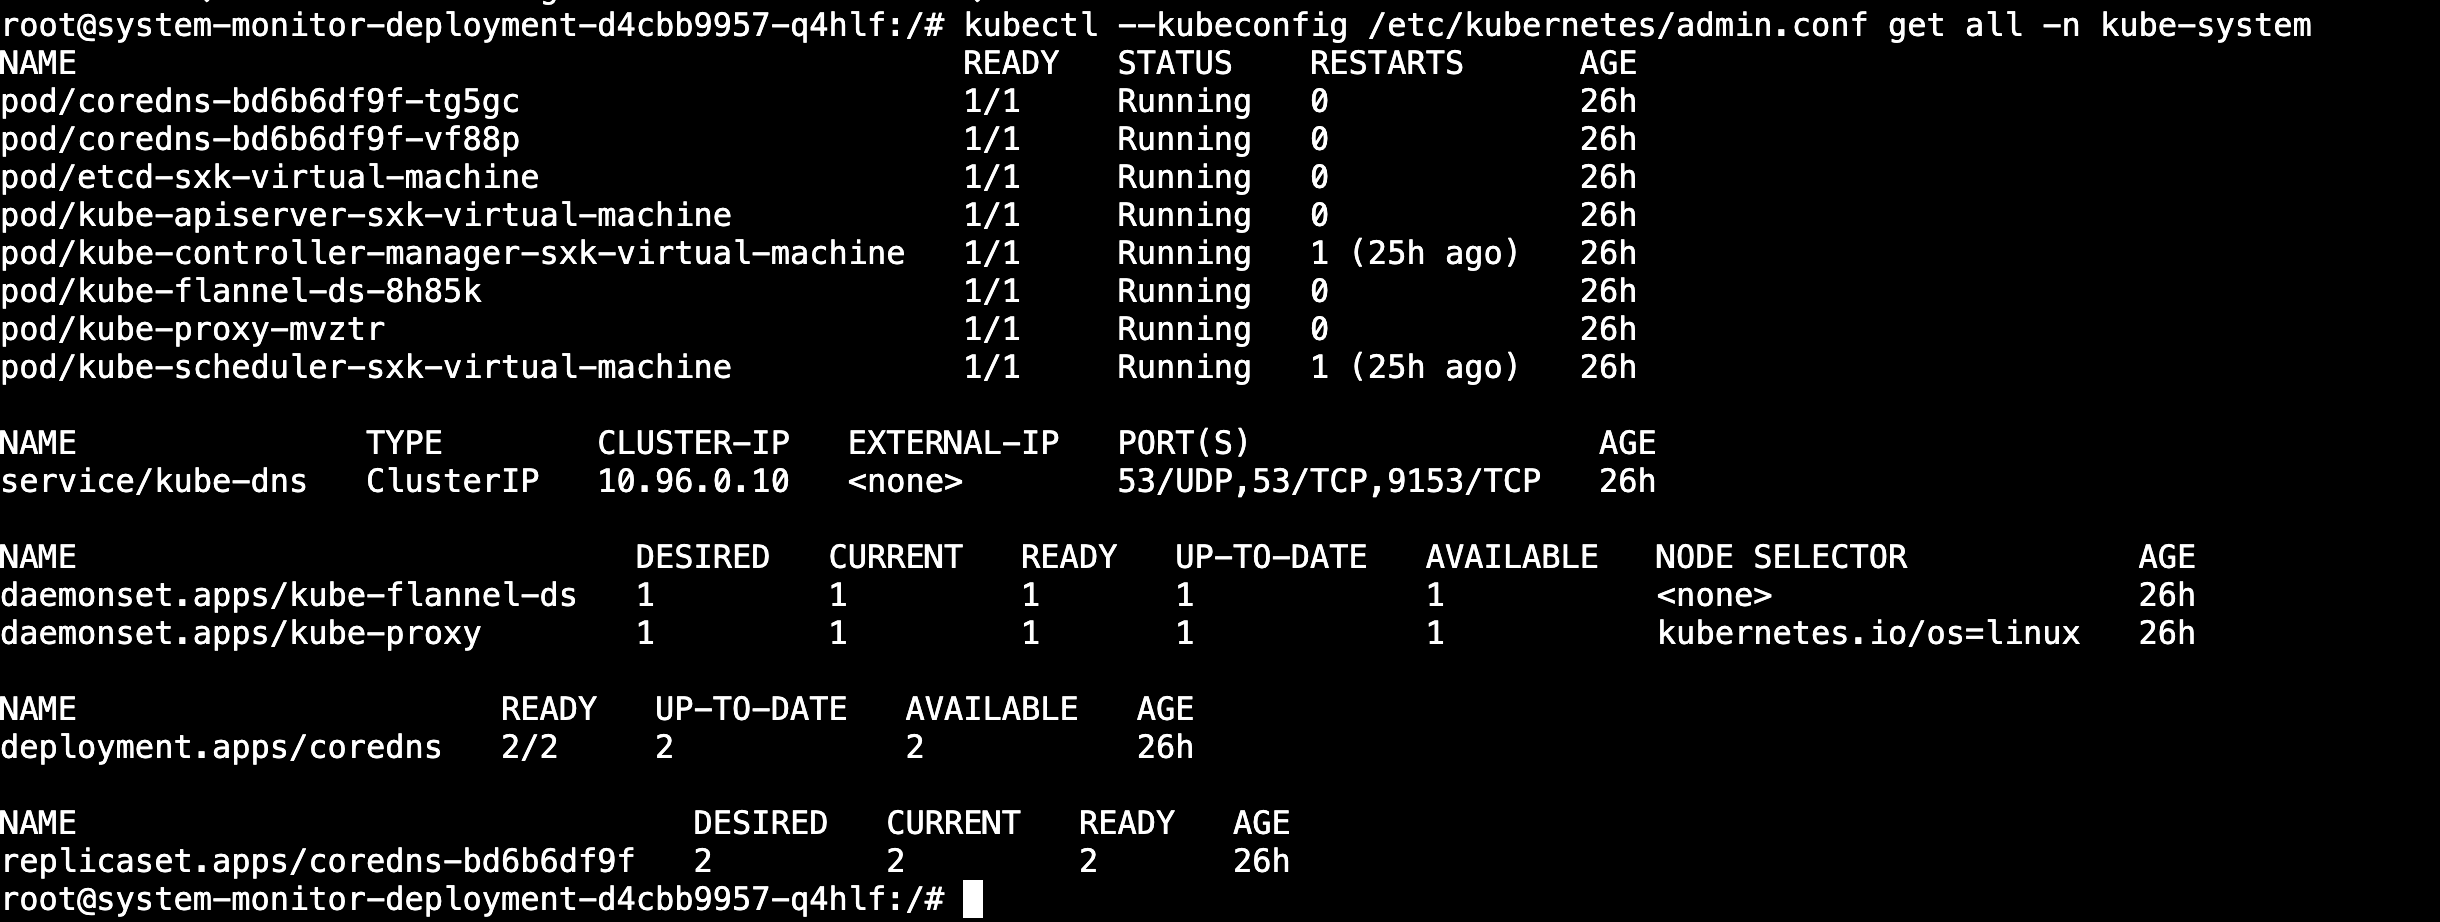 root@system-monitor-deployment-d4cbb9957-q4hlf:/# kubectl --kubeconfig /etc/kubernetes/admin.conf get all -n kube-system
NAME READY STATUS RESTARTS AGE
pod/coredns-bd6b6df9f-tg5gc 1/1 Running 0 26h
pod/coredns-bd6b6df9f-vf88p 1/1 Running 0 26h
pod/etcd-sxk-virtual-machine 1/1 Running 0 26h
pod/kube-apiserver-sxk-virtual-machine 1/1 Running 0 26h
pod/kube-controller-manager-sxk-virtual-machine 1/1 Running 1 (25h ago) 26h
pod/kube-flannel-ds-8h85k 1/1 Running 0 26h
pod/kube-proxy-mvztr 1/1 Running 0 26h
pod/kube-scheduler-sxk-virtual-machine 1/1 Running 1 (25h ago) 26h
NAME TYPE CLUSTER-IP EXTERNAL-IP PORT(S) AGE
service/kube-dns ClusterIP 10.96.0.10 <none> 53/UDP,53/TCP,9153/TCP 26h
NAME DESIRED CURRENT READY UP-TO-DATE AVAILABLE NODE SELECTOR AGE
daemonset.apps/kube-flannel-ds 1 1 1 1 1 <none> 26h
daemonset.apps/kube-proxy 1 1 1 1 1 kubernetes.io/os=linux 26h
NAME READY UP-TO-DATE AVAILABLE AGE
deployment.apps/coredns 2/2 2 2 26h
NAME DESIRED CURRENT READY AGE
replicaset.apps/coredns-bd6b6df9f 2 2 2 26h
root@system-monitor-deployment-d4cbb9957-q4hlf:/#